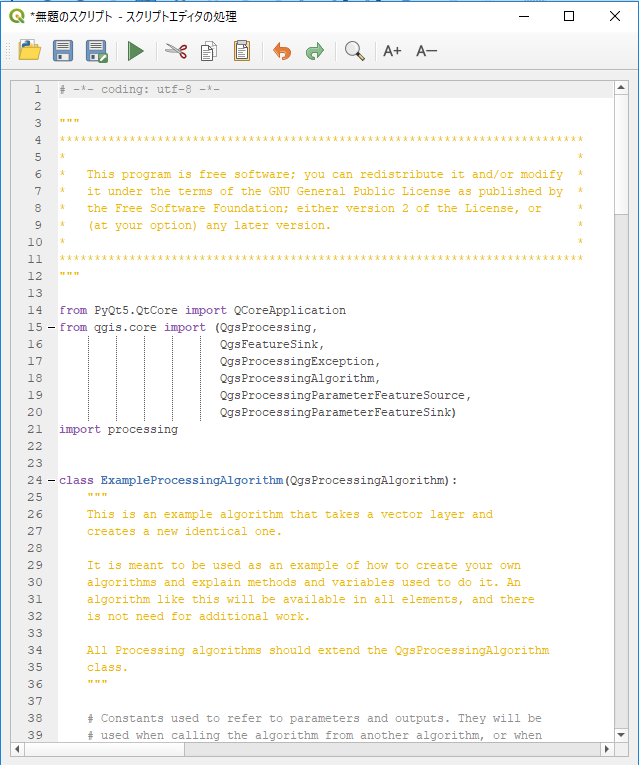 *無題のスクリプト - スクリプトエディタの処理
A+ A-
1 # -*- coding: utf-8 -*-
2
3 """
4 ***************************************************************************
5 *                                                                         *
6 *   This program is free software; you can redistribute it and/or modify  *
7 *   it under the terms of the GNU General Public License as published by  *
8 *   the Free Software Foundation; either version 2 of the License, or     *
9 *   (at your option) any later version.                                   *
10 *                                                                         *
11 ***************************************************************************
12 """
13
14 from PyQt5.QtCore import QCoreApplication
15 from qgis.core import (QgsProcessing,
16                        QgsFeatureSink,
17                        QgsProcessingException,
18                        QgsProcessingAlgorithm,
19                        QgsProcessingParameterFeatureSource,
20                        QgsProcessingParameterFeatureSink)
21 import processing
22
23
24 class ExampleProcessingAlgorithm(QgsProcessingAlgorithm):
25     """
26     This is an example algorithm that takes a vector layer and
27     creates a new identical one.
28
29     It is meant to be used as an example of how to create your own
30     algorithms and explain methods and variables used to do it. An
31     algorithm like this will be available in all elements, and there
32     is not need for additional work.
33
34     All Processing algorithms should extend the QgsProcessingAlgorithm
35     class.
36     """
37
38     # Constants used to refer to parameters and outputs. They will be
39     # used when calling the algorithm from another algorithm, or when